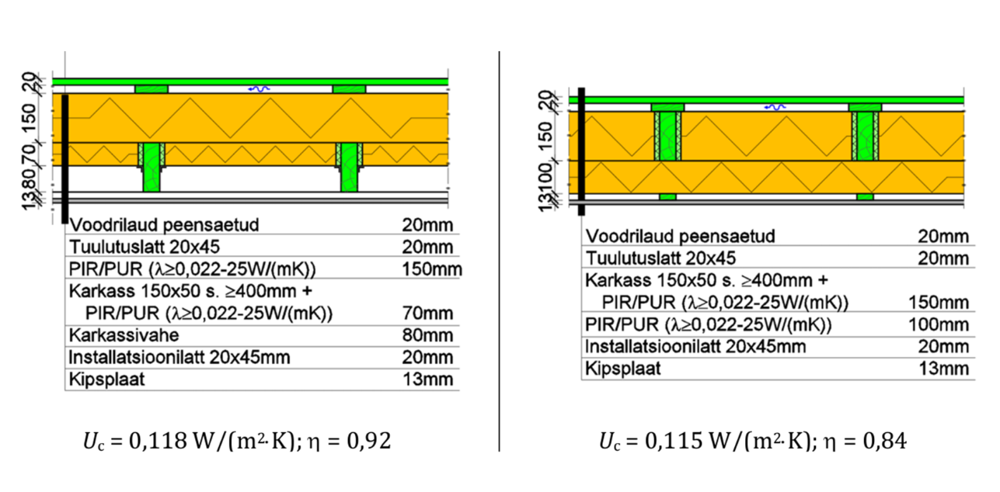 20
150
70
80
13
Voodrilaud peensaetud 20mm
Tuulutuslatt 20x45 20mm
PIR/PUR (λ≥0,022-25W/(mK)) 150mm
Karkass 150x50 s. ≥400mm +
PIR/PUR (λ≥0,022-25W/(mK)) 70mm
Karkassivahe 80mm
Installatsioonilatt 20x45mm 20mm
Kipsplaat 13mm
Uc = 0,118 W/(m²·K); η = 0,92
20
150
100
13
Voodrilaud peensaetud 20mm
Tuulutuslatt 20x45 20mm
Karkass 150x50 s. ≥400mm +
PIR/PUR (λ≥0,022-25W/(mK)) 150mm
PIR/PUR (λ≥0,022-25W/(mK)) 100mm
Installatsioonilatt 20x45mm 20mm
Kipsplaat 13mm
Uc = 0,115 W/(m²·K); η = 0,84